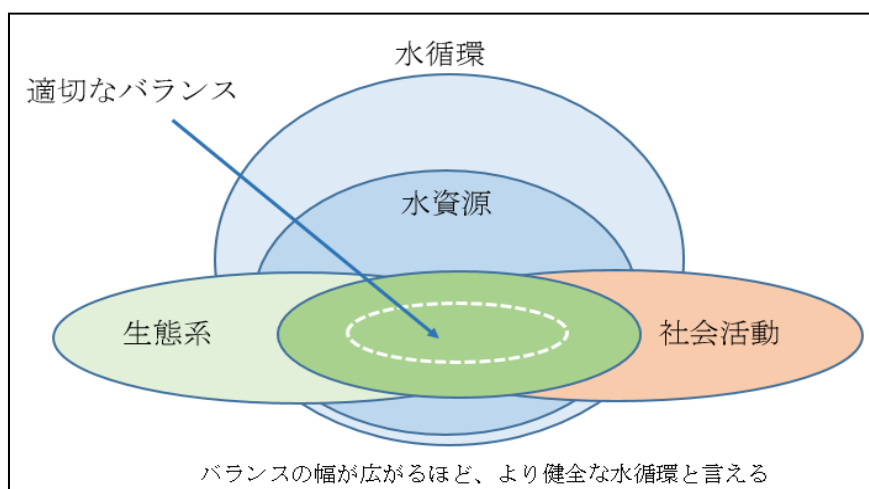 水循環
適切なバランス
水資源
生態系
社会活動
バランスの幅が広がるほど、より健全な水循環と言える